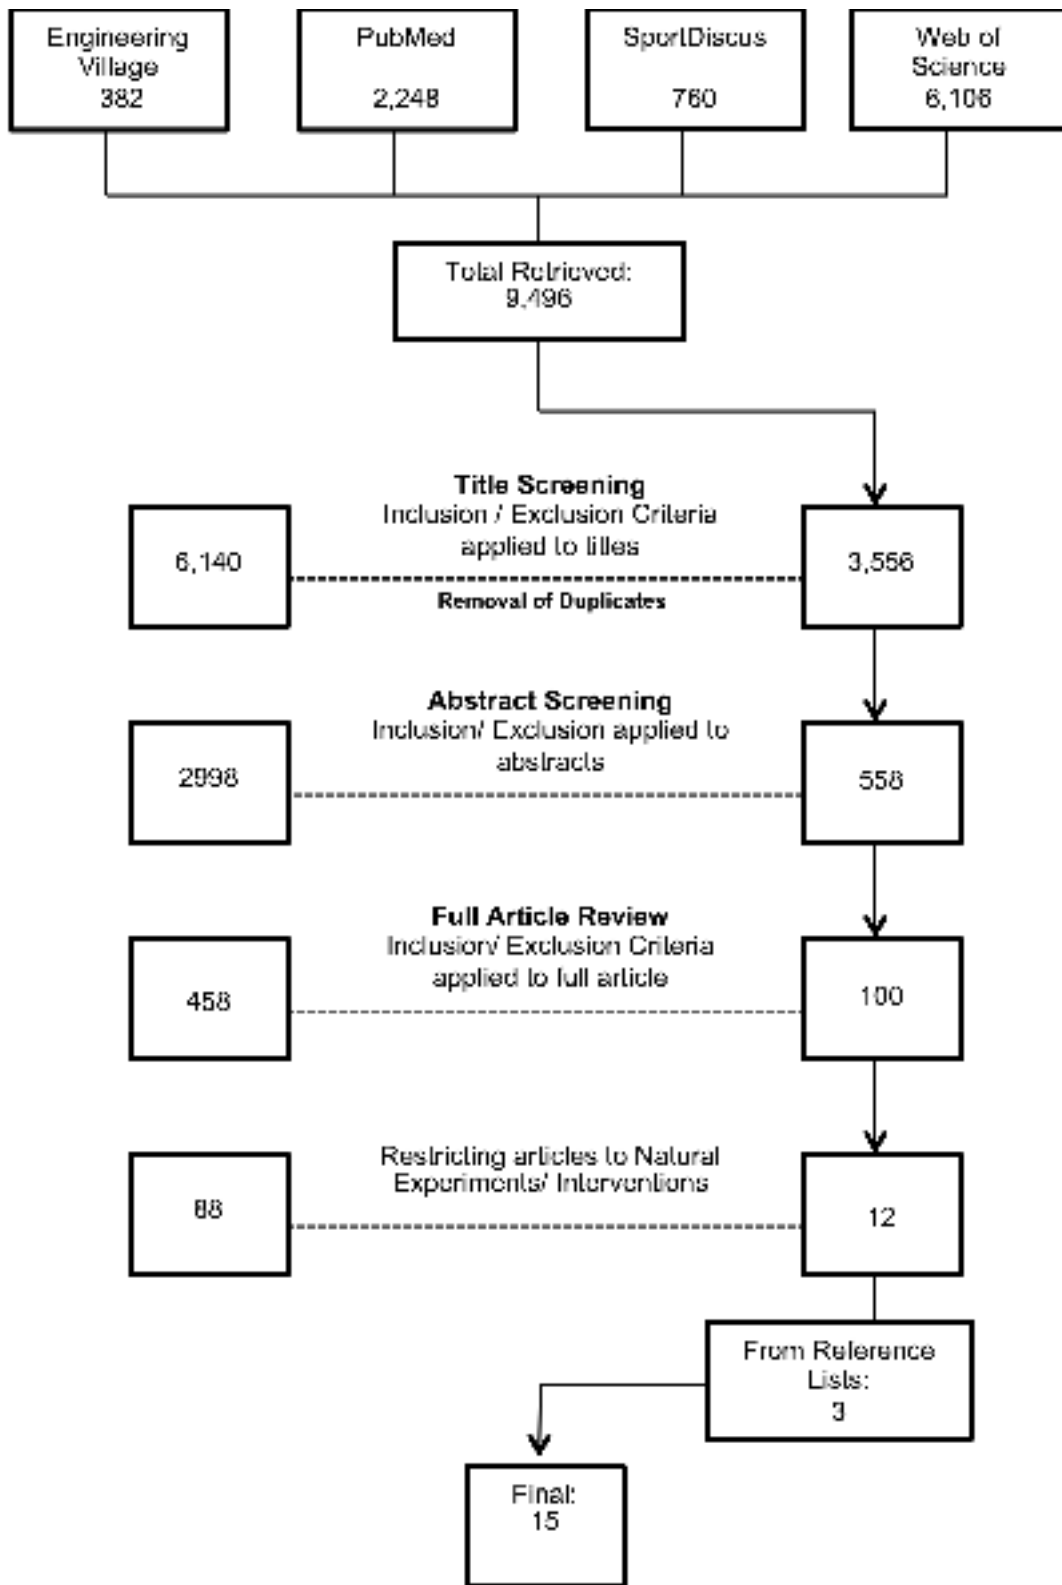 Engineering
Village
382
PubMed
2,248
SportDiscus
760
Web of
Science
6,106
Total Retrieved:
9,496
Title Screening
Inclusion / Exclusion Criteria
applied to titles
6,140
3,556
Removal of Duplicates
Abstract Screening
Inclusion/ Exclusion applied to
abstracts
2998
558
Full Article Review
Inclusion/ Exclusion Criteria
applied to full article
458
100
Restricting articles to Natural
Experiments/ Interventions
88
12
From Reference
Lists:
3
Final:
15